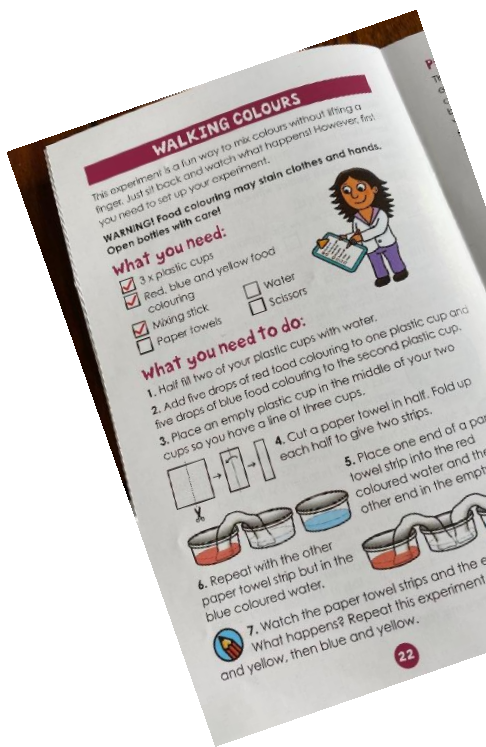 WALKING COLOURS
This experiment is a fun way to mix colours without lifting a
finger. Just sit back and watch what happens! However, first
you need to set up your experiment.
WARNING! Food colouring may stain clothes and hands.
Open bottles with care!
What you need:
3 x plastic cups
Red, blue and yellow food
colouring
Mixing stick
Paper towels
Water
Scissors
What you need to do:
1. Half fill two of your plastic cups with water.
2. Add five drops of red food colouring to one plastic cup and
five drops of blue food colouring to the second plastic cup.
3. Place an empty plastic cup in the middle of your two
cups so you have a line of three cups.
4. Cut a paper towel in half. Fold up
each half to give two strips.
5. Place one end of a
towel strip into the red
coloured water and
other end in the
6. Repeat with the other
paper towel strip but in the
blue coloured water.
7. Watch the paper towel strips and the
What happens? Repeat this experiment
and yellow, then blue and yellow.
22